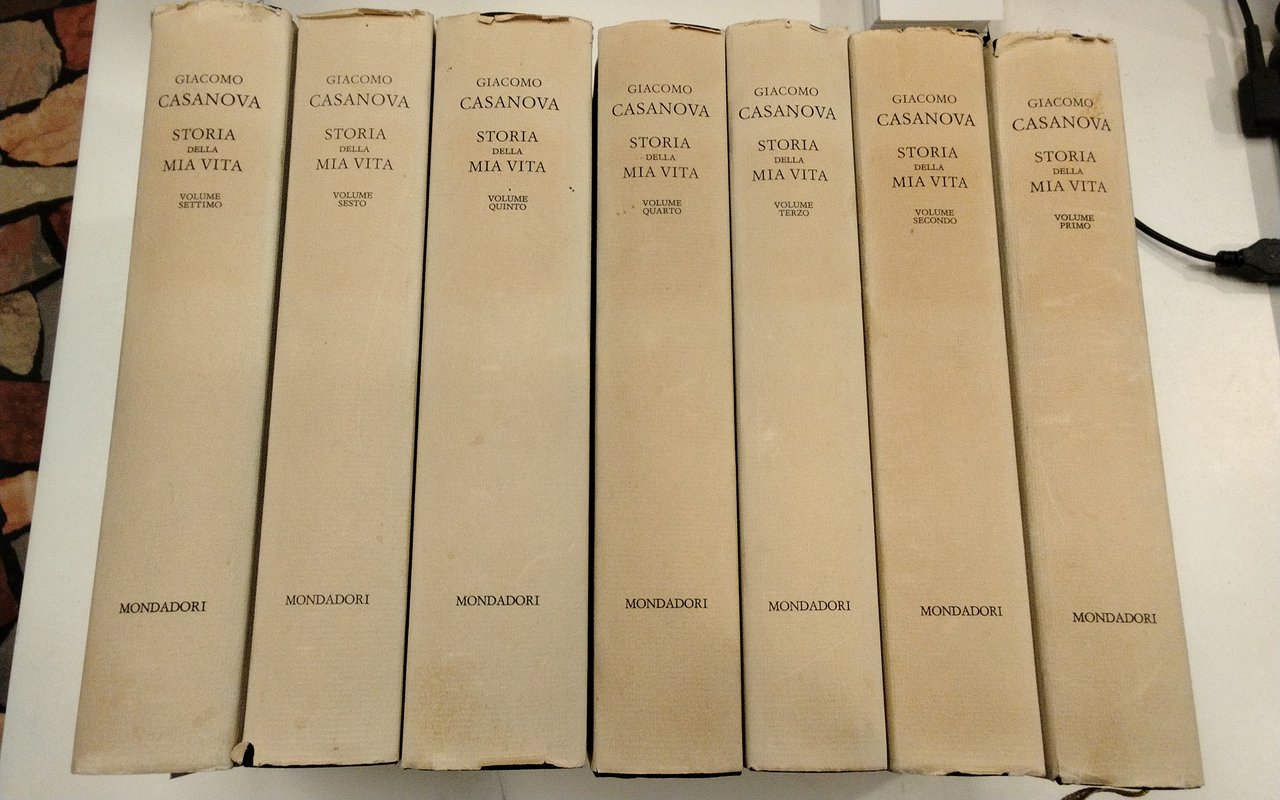 GIACOMO
CASANOVA
STORIA
DELLA
MIA VITA
VOLUME
SETTIMO
MONDADORI
GIACOMO
CASANOVA
STORIA
DELLA
MIA VITA
VOLUME
SESTO
MONDADORI
GIACOMO
CASANOVA
STORIA
DELLA
MIA VITA
VOLUME
QUINTO
MONDADORI
GIACOMO
CASANOVA
STORIA
DELLA
MIA VITA
VOLUME
QUARTO
MONDADORI
GIACOMO
CASANOVA
STORIA
DELLA
MIA VITA
VOLUME
TERZO
MONDADORI
GIACOMO
CASANOVA
STORIA
DELLA
MIA VITA
VOLUME
SECONDO
MONDADORI
GIACOMO
CASANOVA
STORIA
DELLA
MIA VITA
VOLUME
PRIMO
MONDADORI